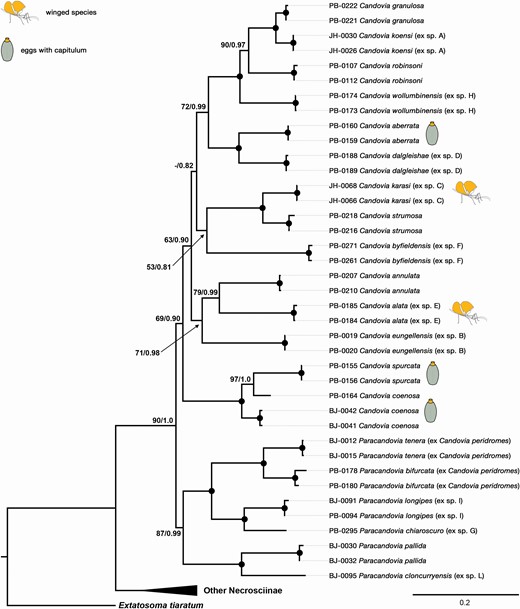 winged species
eggs with capitulum
PB-0222 Candovia granulosa
PB-0221 Candovia granulosa
JH-0030 Candovia koensi (ex sp. A)
JH-0026 Candovia koensi (ex sp. A)
90/0.97
PB-0107 Candovia robinsoni
PB-0112 Candovia robinsoni
PB-0174 Candovia wollumbinensis (ex sp. H)
PB-0173 Candovia wollumbinensis (ex sp. H)
72/0.99
PB-0160 Candovia aberrata
PB-0159 Candovia aberrata
PB-0188 Candovia dalgleishae (ex sp. D)
PB-0189 Candovia dalgleishae (ex sp. D)
-/0.82
JH-0068 Candovia karasi (ex sp. C)
JH-0066 Candovia karasi (ex sp. C)
PB-0218 Candovia strumosa
PB-0216 Candovia strumosa
63/0.90
PB-0271 Candovia byfieldensis (ex sp. F)
PB-0261 Candovia byfieldensis (ex sp. F)
53/0.81
PB-0207 Candovia annulata
PB-0210 Candovia annulata
79/0.99
PB-0185 Candovia alata (ex sp. E)
PB-0184 Candovia alata (ex sp. E)
69/0.90
PB-0019 Candovia eungellensis (ex sp. B)
PB-0020 Candovia eungellensis (ex sp. B)
71/0.98
PB-0155 Candovia spurcata
PB-0156 Candovia spurcata
97/1.0
PB-0164 Candovia coenosa
BJ-0042 Candovia coenosa
BJ-0041 Candovia coenosa
90/1.0
BJ-0012 Paracandovia tenera (ex Candovia peridromes)
BJ-0015 Paracandovia tenera (ex Candovia peridromes)
PB-0178 Paracandovia bifurcata (ex Candovia peridromes)
PB-0180 Paracandovia bifurcata (ex Candovia peridromes)
BJ-0091 Paracandovia longipes (ex sp. I)
PB-0094 Paracandovia longipes (ex sp. I)
PB-0295 Paracandovia chiaroscuro (ex sp. G)
87/0.99
BJ-0030 Paracandovia pallida
BJ-0032 Paracandovia pallida
BJ-0095 Paracandovia cloncurryensis (ex sp. L)
Other Necrosciinae
Extatosoma tiaratum
0.2